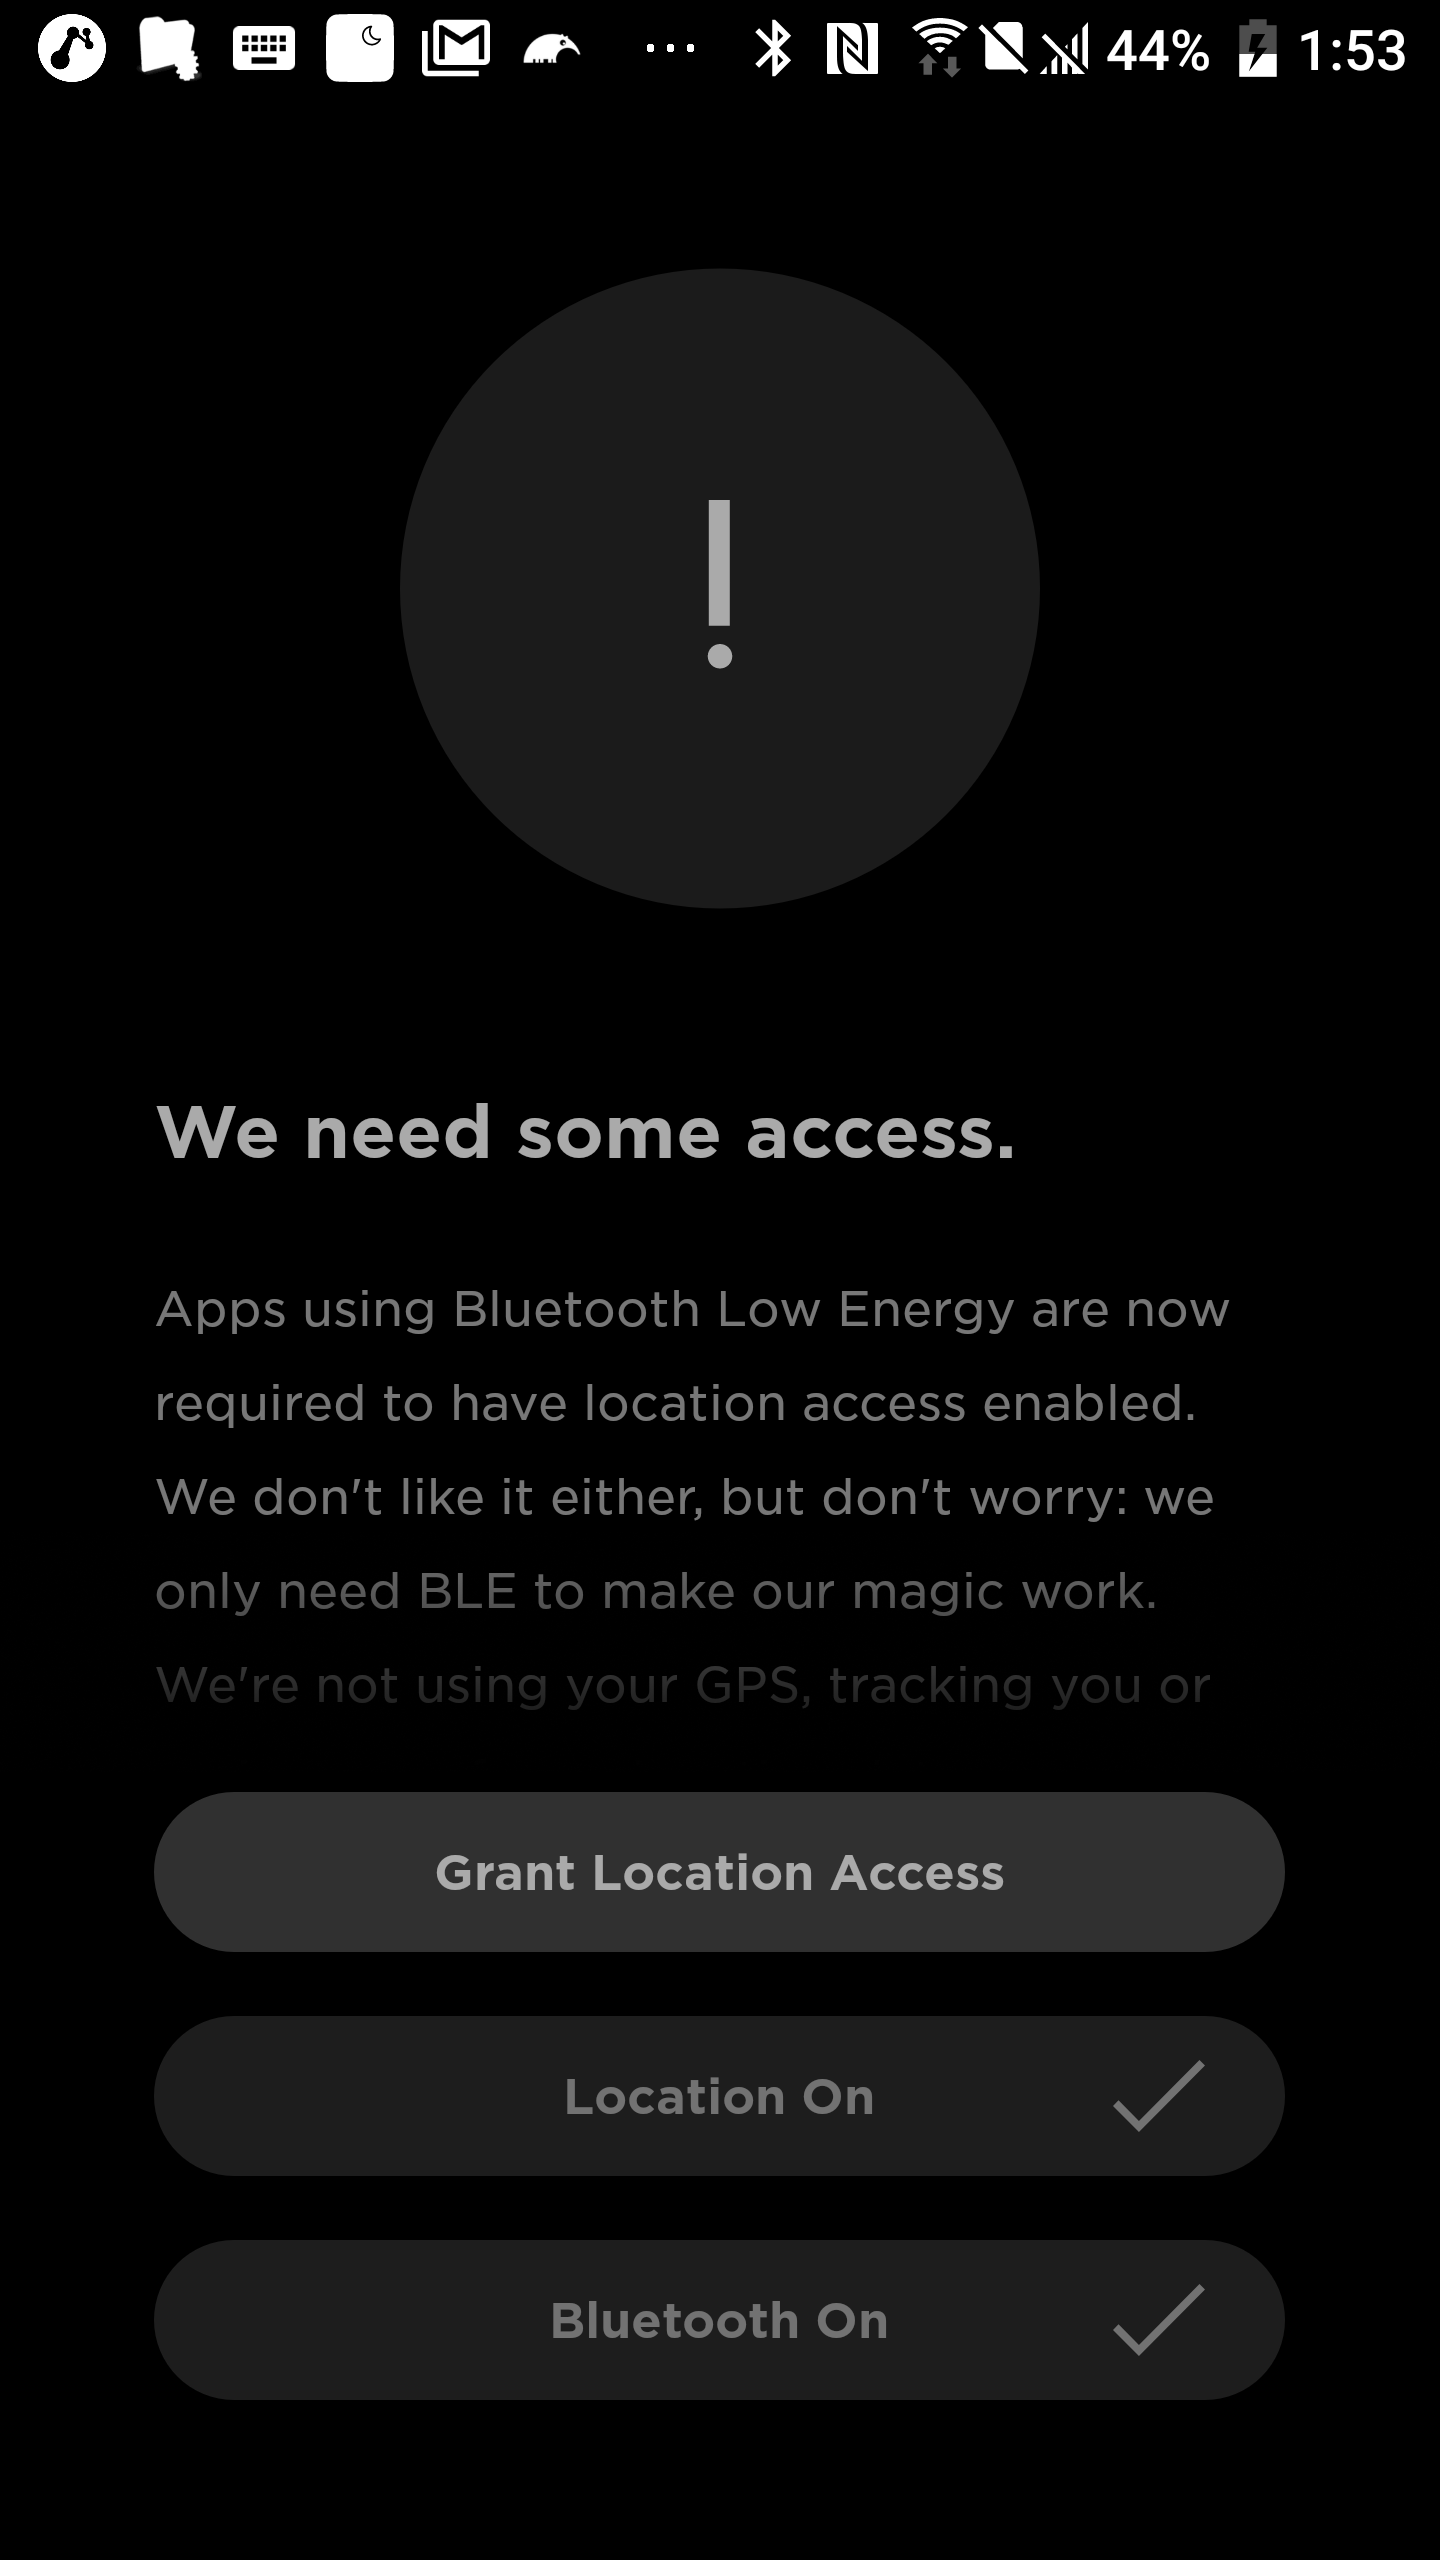 44% 1:53
We need some access.
Apps using Bluetooth Low Energy are now
required to have location access enabled.
We don't like it either, but don't worry: we
only need BLE to make our magic work.
We're not using your GPS, tracking you or
Grant Location Access
Location On
Bluetooth On